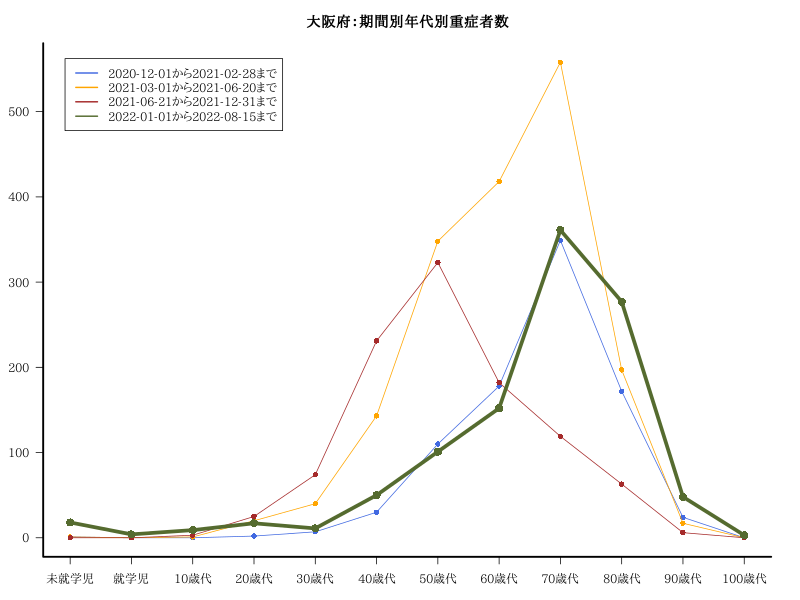 大阪府：期間別年代別重症者数
2020-12-01から2021-02-28まで
2021-03-01から2021-06-20まで
2021-06-21から2021-12-31まで
2022-01-01から2022-08-15まで
500
400
300
200
100
0
未就学児 就学児 10歳代 20歳代 30歳代 40歳代 50歳代 60歳代 70歳代 80歳代 90歳代 100歳代